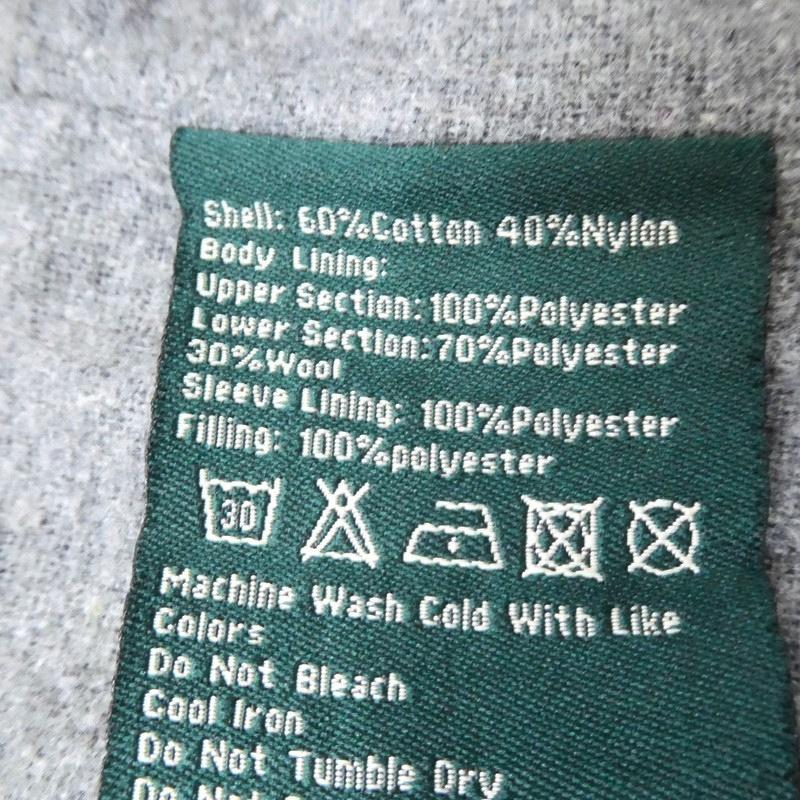 Shell: 60%Cotton 40%Nylon
Body Lining:
Upper Section:100%Polyester
Lower Section:70%Polyester
30%Wool
Sleeve Lining: 100%Polyester
Filling: 100%polyester
30
Machine Wash Cold With Like
Colors
Do Not Bleach
Cool Iron
Do Not Tumble Dry
Do Not